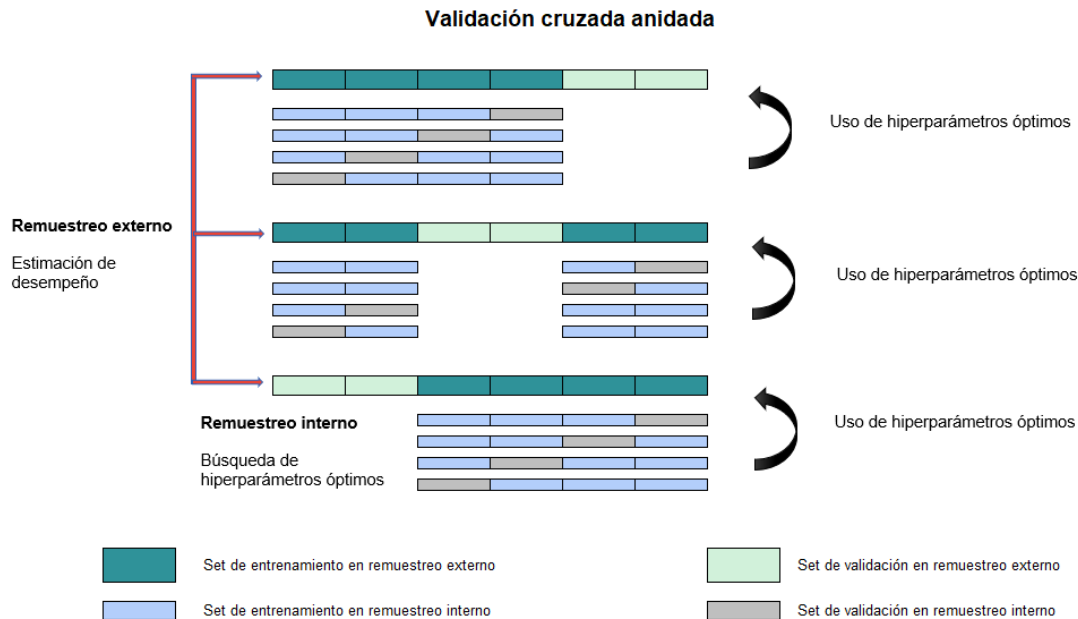 Validación cruzada anidada
Uso de hiperparámetros óptimos
Remuestreo externo
Estimación de
desempeño
Uso de hiperparámetros óptimos
Remuestreo interno
Búsqueda de
hiperparámetros óptimos
Uso de hiperparámetros óptimos
Set de entrenamiento en remuestreo externo
Set de validación en remuestreo externo
Set de entrenamiento en remuestreo interno
Set de validación en remuestreo interno